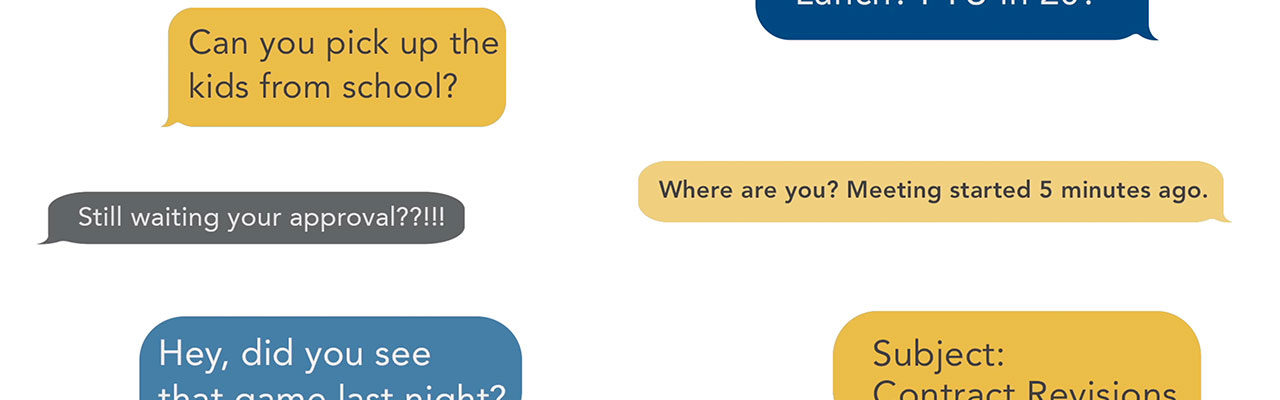 Can you pick up the
kids from school?
Still waiting your approval??!!!
Where are you? Meeting started 5 minutes ago.
Hey, did you see
that game last night?
Subject:
Contract Revisions